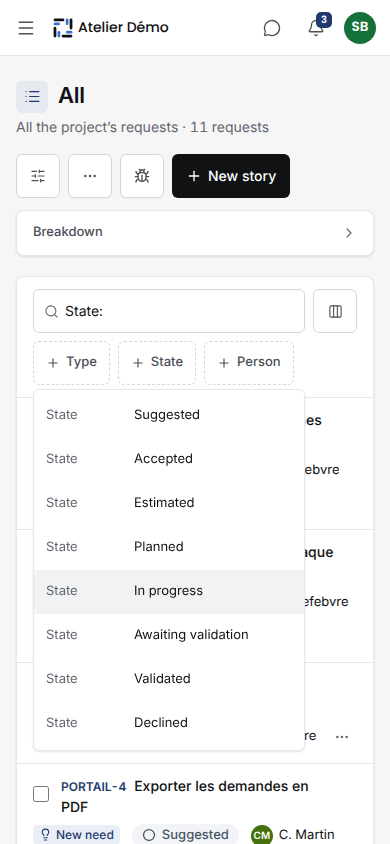 Atelier Démo
3
SB
All
All the project's requests · 11 requests
New story
Breakdown
State:
Type
State
Person
State Suggested
State Accepted
State Estimated
State Planned
State In progress
State Awaiting validation
State Validated
State Declined
PORTAIL-4 Exporter les demandes en
PDF
New need
Suggested
CM C. Martin